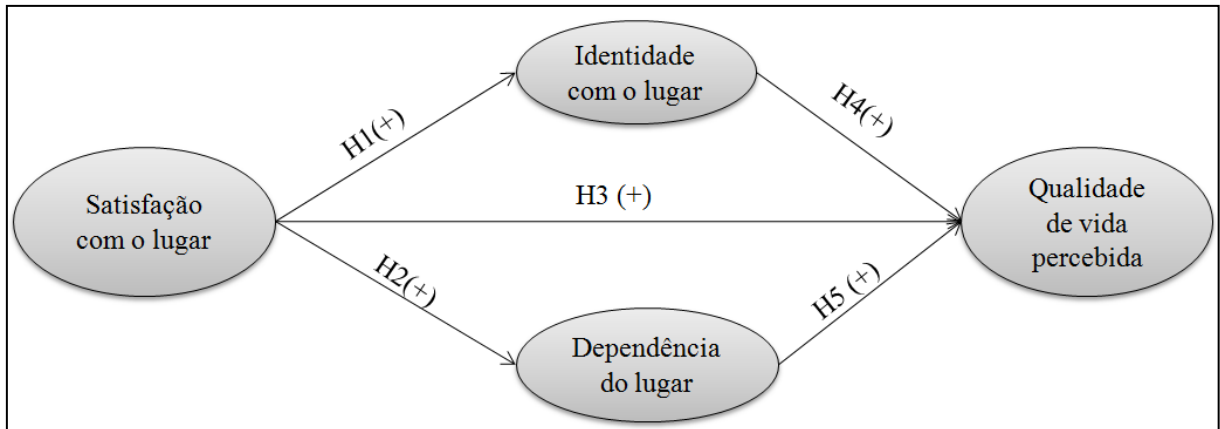 Identidade
com o lugar
H1(+)
H4(+)
Satisfação
com o lugar
H3 (+)
Qualidade
de vida
percebida
H2(+)
H5 (+)
Dependência
do lugar